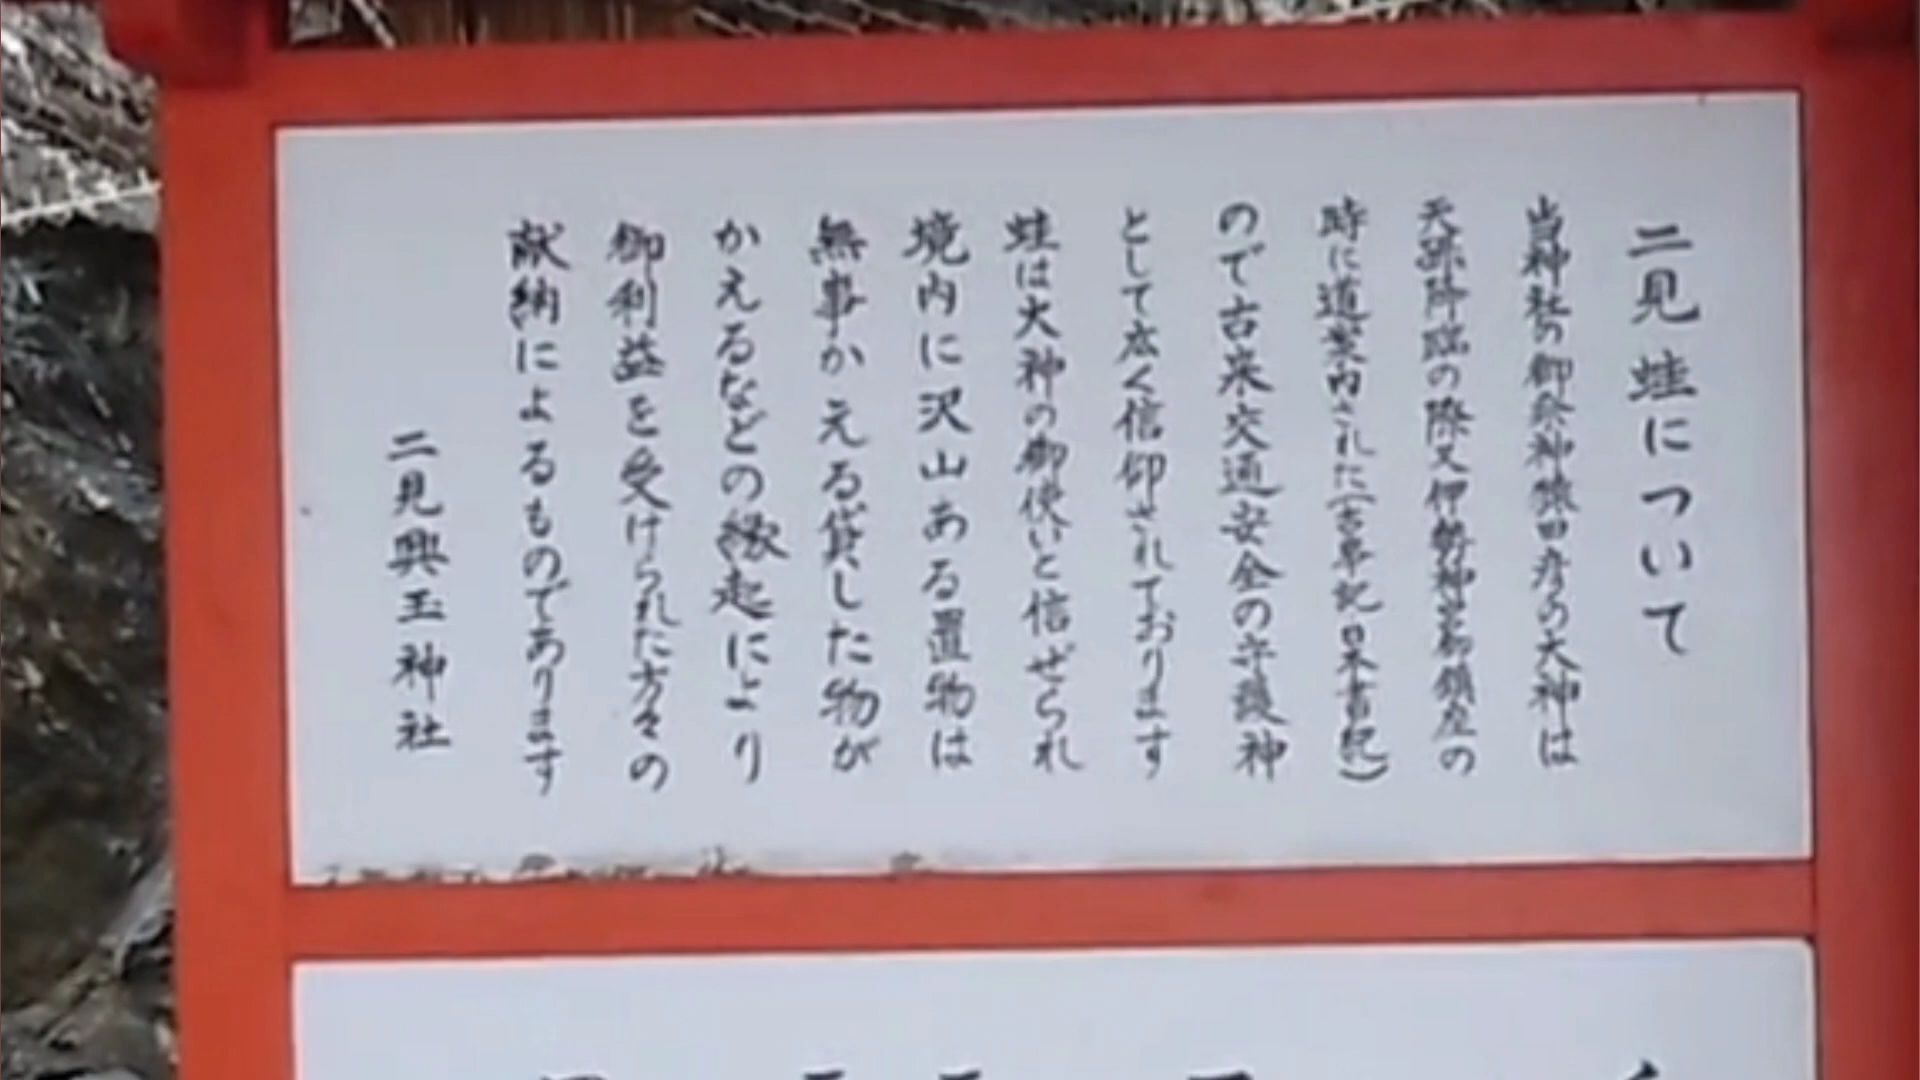 二見蛙について
当神社の御祭神猿田彦の大神は
天孫降臨の際又伊勢神宮御鎮座の
時に道案内された(古事記日本書紀)
ので古来交通安全の守護神
として広く信仰されております
蛙は大神の御使いと信ぜられ
境内に沢山ある置物は
無事かえる貸した物が
かえるなどの縁起により
御利益を受けられた方々の
献納によるものであります
二見興玉神社